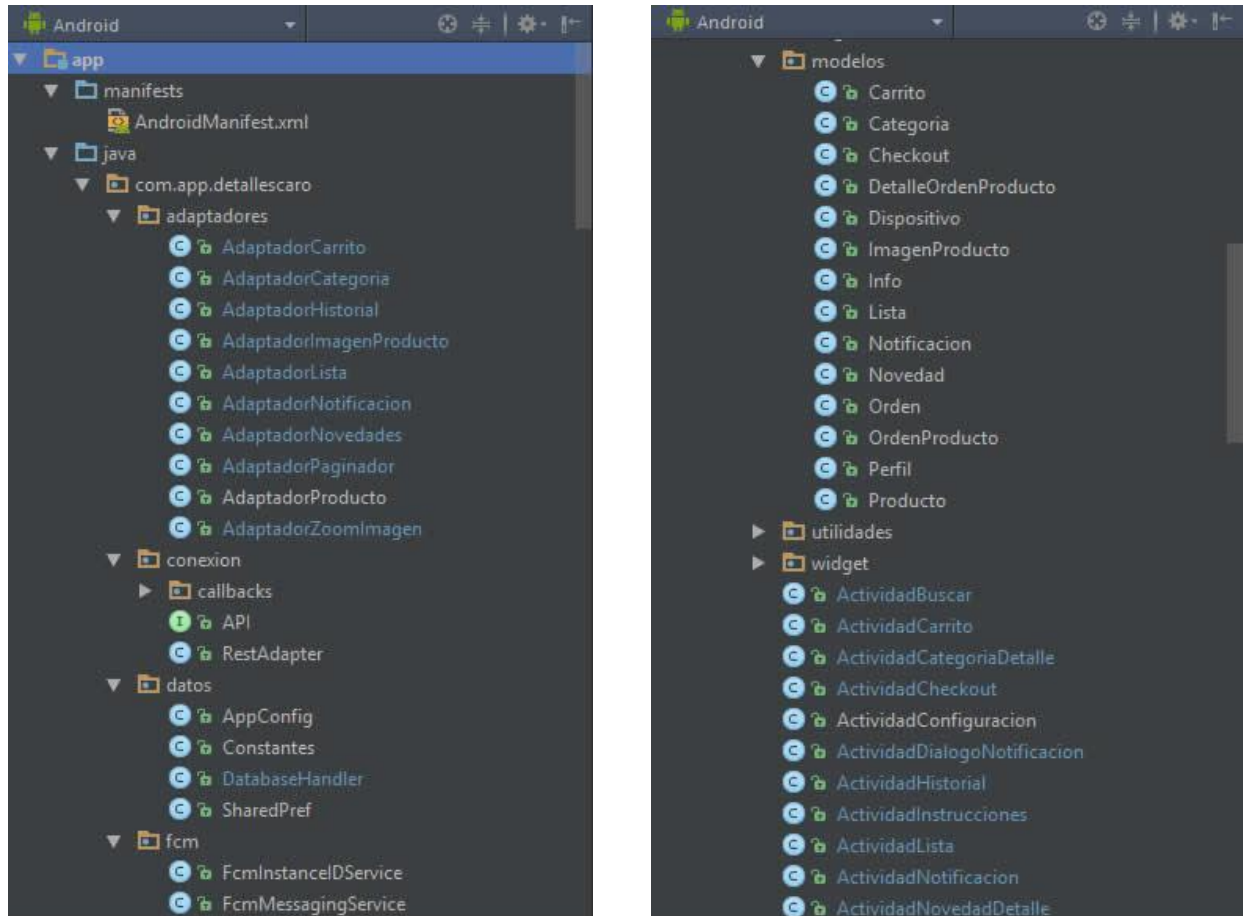 Android
app
manifests
AndroidManifest.xml
java
com.app.detallescaro
adaptadores
AdaptadorCarrito
AdaptadorCategoria
AdaptadorHistorial
AdaptadorImagenProducto
AdaptadorLista
AdaptadorNotificacion
AdaptadorNovedades
AdaptadorPaginador
AdaptadorProducto
AdaptadorZoomImagen
conexion
callbacks
API
RestAdapter
datos
AppConfig
Constantes
DatabaseHandler
SharedPref
fcm
FcmInstanceIDService
FcmMessagingService
Android
modelos
Carrito
Categoria
Checkout
DetalleOrdenProducto
Dispositivo
ImagenProducto
Info
Lista
Notificacion
Novedad
Orden
OrdenProducto
Perfil
Producto
utilidades
widget
ActividadBuscar
ActividadCarrito
ActividadCategoriaDetalle
ActividadCheckout
ActividadConfiguracion
ActividadDialogoNotificacion
ActividadHistorial
ActividadInstrucciones
ActividadLista
ActividadNotificacion
ActividadNovedadDetalle